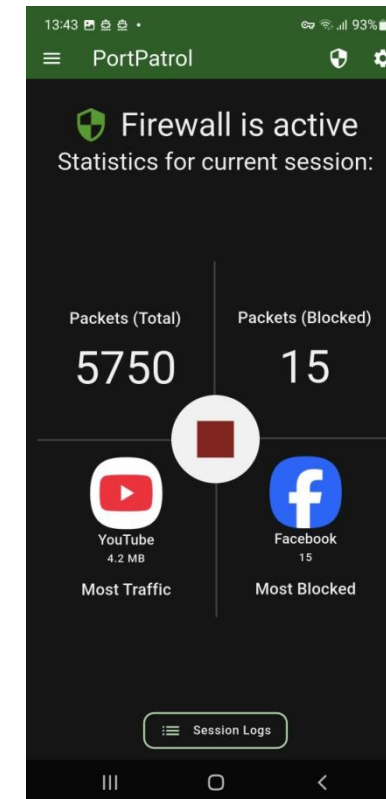 13:43 93%
PortPatrol
Firewall is active
Statistics for current session:
Packets (Total) Packets (Blocked)
5750 15
YouTube Facebook
4.2 MB 15
Most Traffic Most Blocked
Session Logs